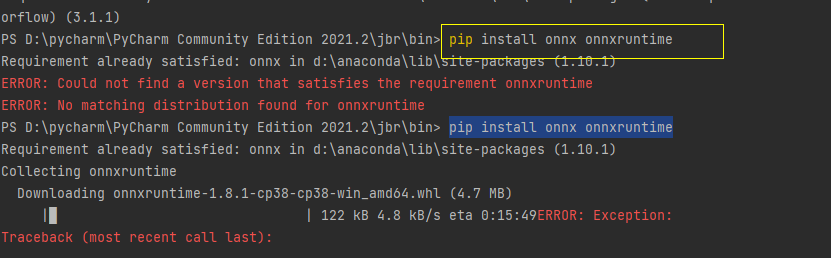 orflow) (3.1.1)
PS D:\pycharm\PyCharm Community Edition 2021.2\jbr\bin> pip install onnx onnxruntime
Requirement already satisfied: onnx in d:\anaconda\lib\site-packages (1.10.1)
ERROR: Could not find a version that satisfies the requirement onnxruntime
ERROR: No matching distribution found for onnxruntime
PS D:\pycharm\PyCharm Community Edition 2021.2\jbr\bin> pip install onnx onnxruntime
Requirement already satisfied: onnx in d:\anaconda\lib\site-packages (1.10.1)
Collecting onnxruntime
  Downloading onnxruntime-1.8.1-cp38-cp38-win_amd64.whl (4.7 MB)
     |█                               | 122 kB 4.8 kB/s eta 0:15:49ERROR: Exception:
Traceback (most recent call last):